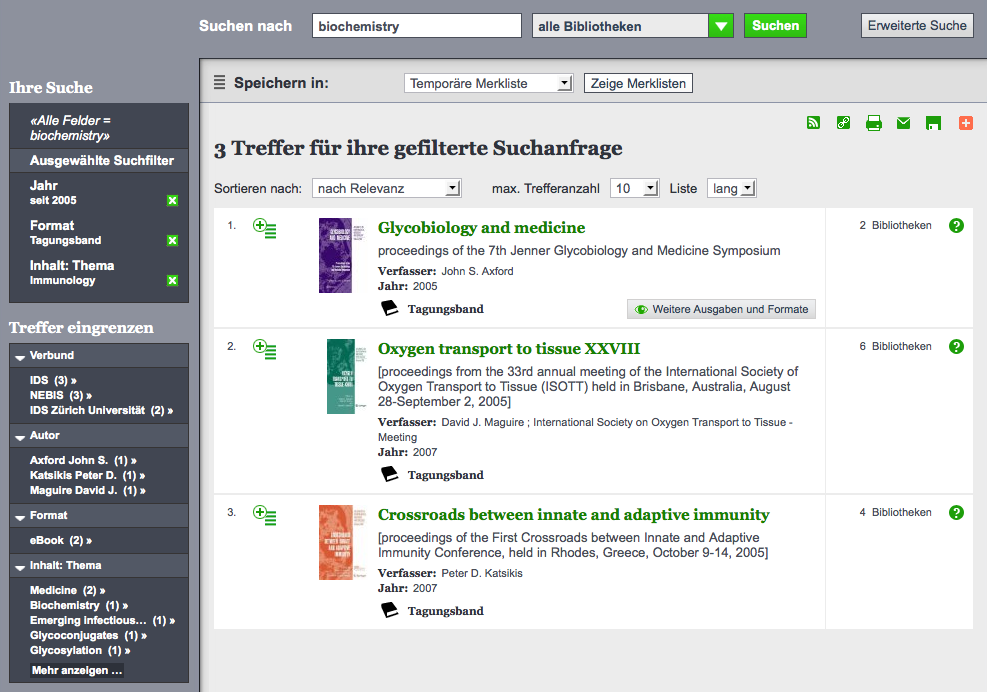 Suchen nach biochemistry alle Bibliotheken Suchen Erweiterte Suche
Ihre Suche
«Alle Felder =
biochemistry»
Ausgewählte Suchfilter
Jahr
seit 2005
Format
Tagungsband
Inhalt: Thema
Immunology
Treffer eingrenzen
Verbund
IDS (3) »
NEBIS (3) »
IDS Zürich Universität (2) »
Autor
Axford John S. (1) »
Katsikis Peter D. (1) »
Maguire David J. (1) »
Format
eBook (2) »
Inhalt: Thema
Medicine (2) »
Biochemistry (1) »
Emerging infectious... (1) »
Glycoconjugates (1) »
Glycosylation (1) »
Mehr anzeigen ...
Speichern in: Temporäre Merkliste Zeige Merklisten
3 Treffer für ihre gefilterte Suchanfrage
Sortieren nach: nach Relevanz max. Trefferanzahl 10 Liste lang
1. Glycobiology and medicine 2 Bibliotheken ?
proceedings of the 7th Jenner Glycobiology and Medicine Symposium
Verfasser: John S. Axford
Jahr: 2005
Tagungsband Weitere Ausgaben und Formate
2. Oxygen transport to tissue XXVIII 6 Bibliotheken ?
[proceedings from the 33rd annual meeting of the International Society of
Oxygen Transport to Tissue (ISOTT) held in Brisbane, Australia, August
28-September 2, 2005]
Verfasser: David J. Maguire ; International Society on Oxygen Transport to Tissue -
Meeting
Jahr: 2007
Tagungsband
3. Crossroads between innate and adaptive immunity 4 Bibliotheken ?
[proceedings of the First Crossroads between Innate and Adaptive
Immunity Conference, held in Rhodes, Greece, October 9-14, 2005]
Verfasser: Peter D. Katsikis
Jahr: 2007
Tagungsband